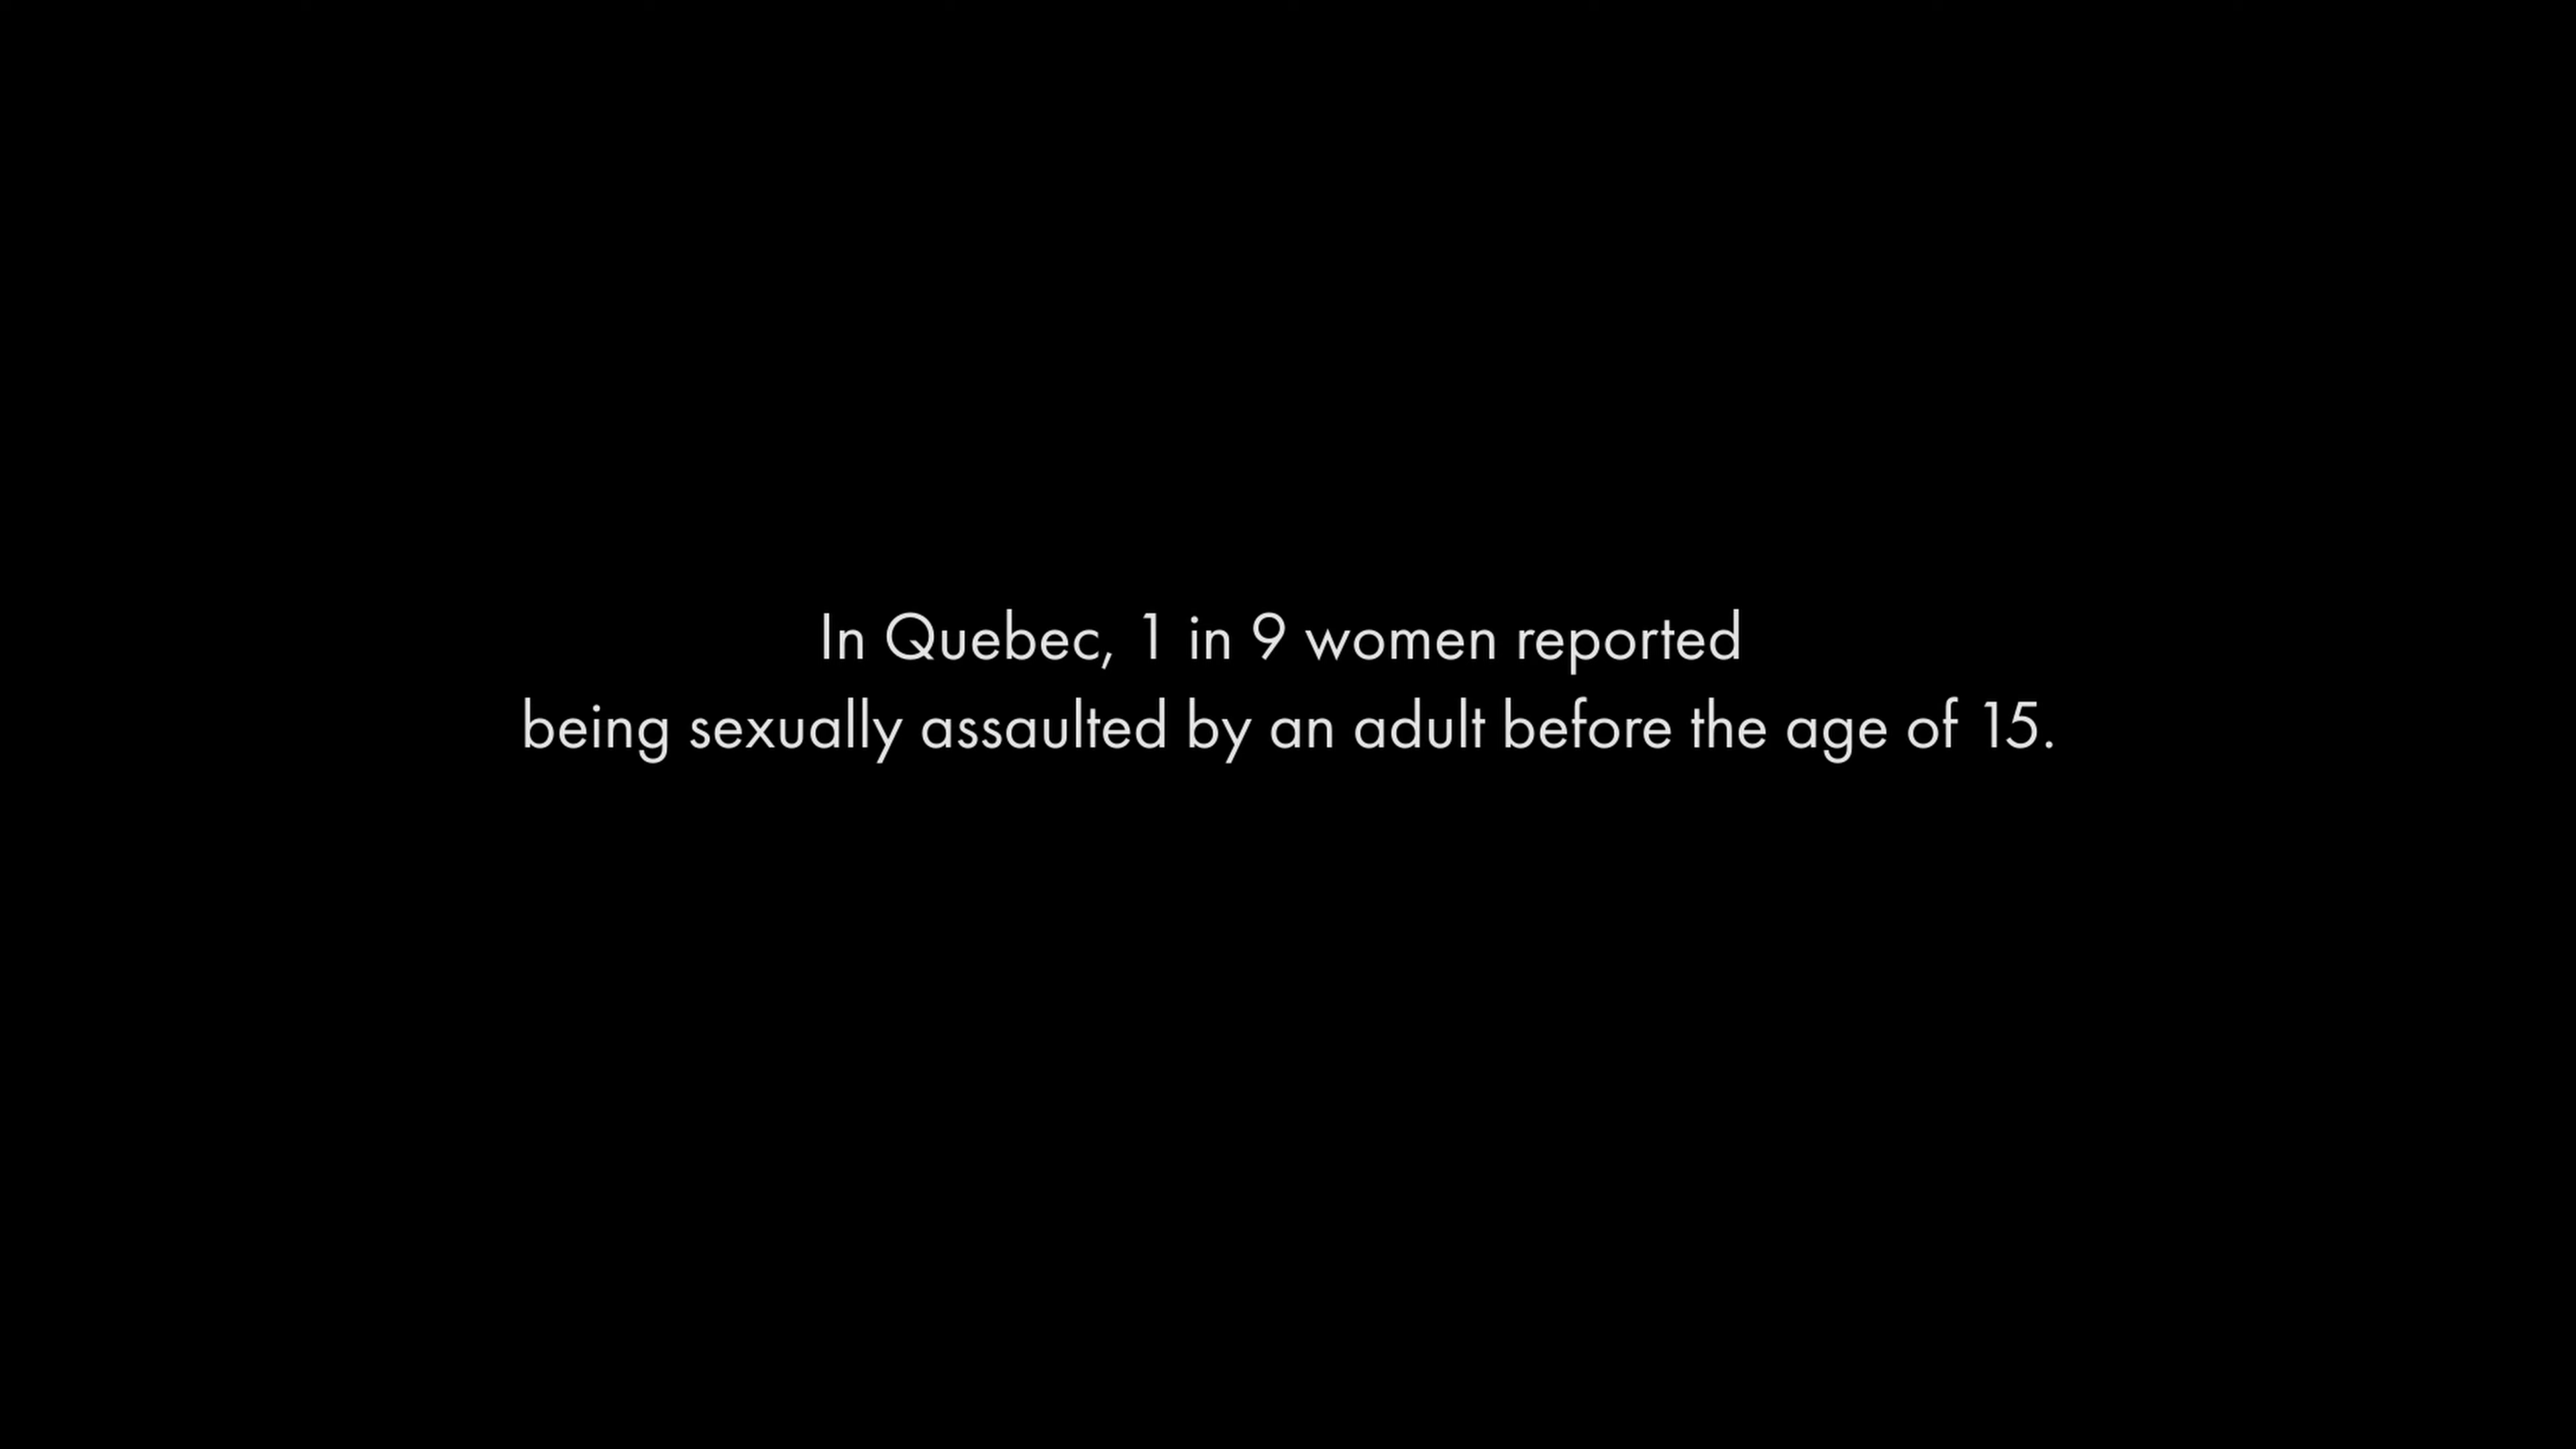 In Quebec, 1 in 9 women reported
being sexually assaulted by an adult before the age of 15.